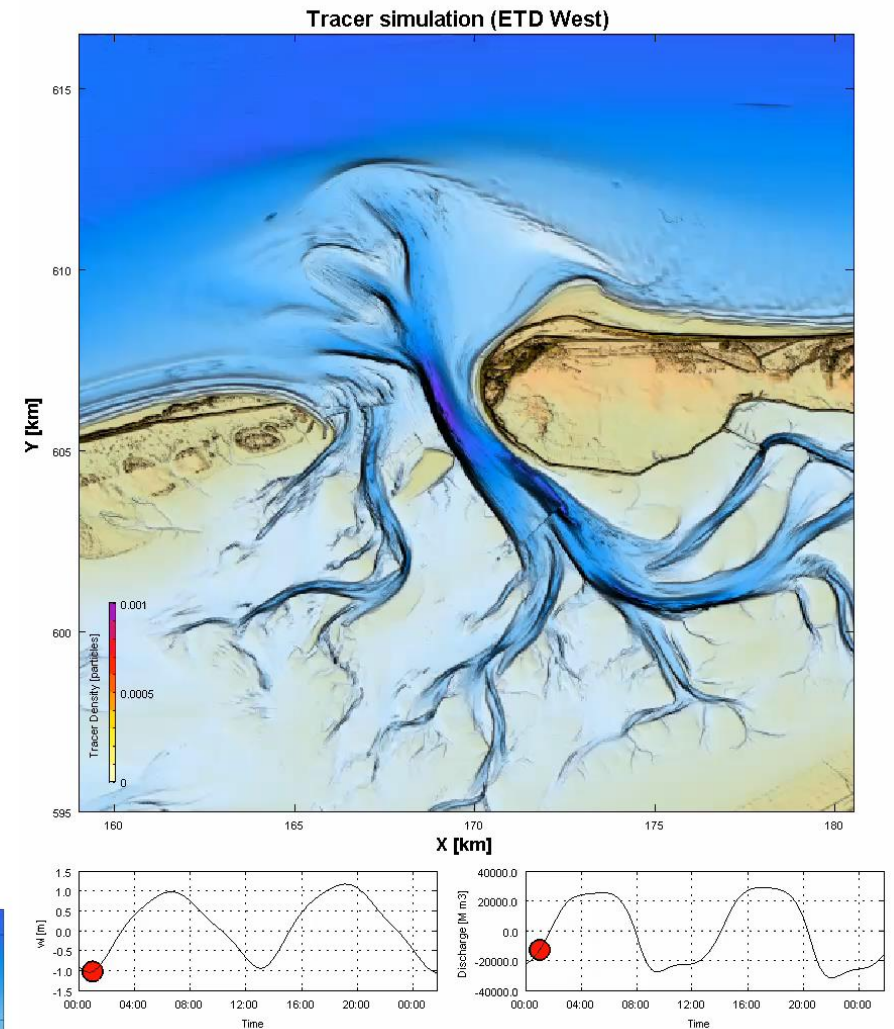 Tracer simulation (ETD West)
615
610
605
600
595
Y [km]
0.001
0.0005
0
Tracer Density [particles]
160 165 170 175 180
X [km]
1.5
1.0
0.5
0.0
-0.5
-1.0
-1.5
wl [m]
00:00 04:00 08:00 12:00 16:00 20:00 00:00
Time
40000.0
20000.0
0.0
-20000.0
-40000.0
Discharge [M m3]
00:00 04:00 08:00 12:00 16:00 20:00 00:00
Time